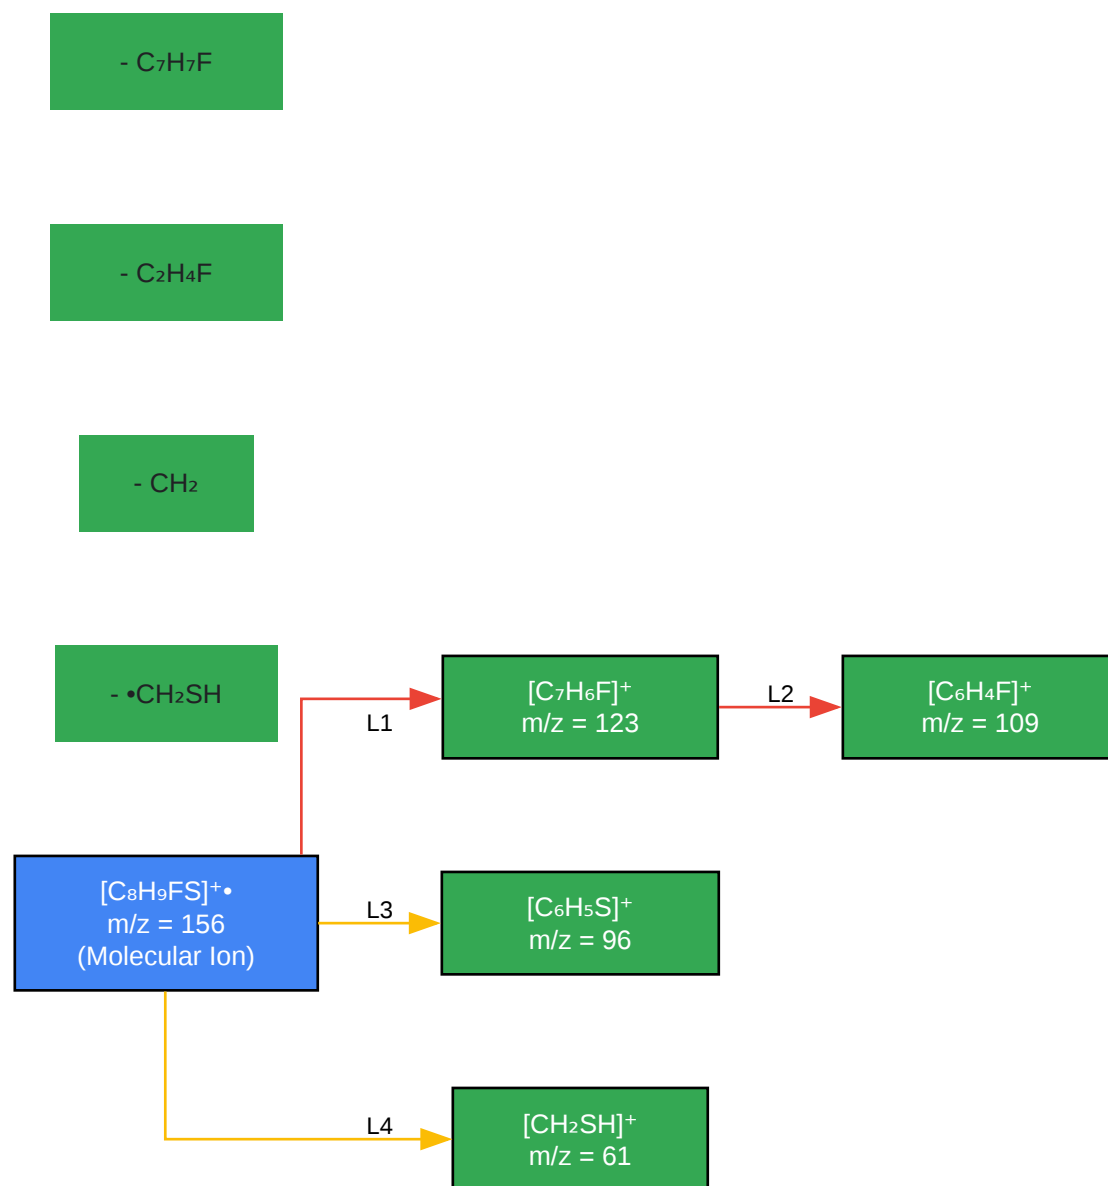 - C₇H₇F
- C₂H₄F
- CH₂
- •CH₂SH
L1
[C₇H₆F]⁺
m/z = 123
L2
[C₆H₄F]⁺
m/z = 109
[C₈H₉FS]⁺•
m/z = 156
(Molecular Ion)
L3
[C₆H₅S]⁺
m/z = 96
L4
[CH₂SH]⁺
m/z = 61